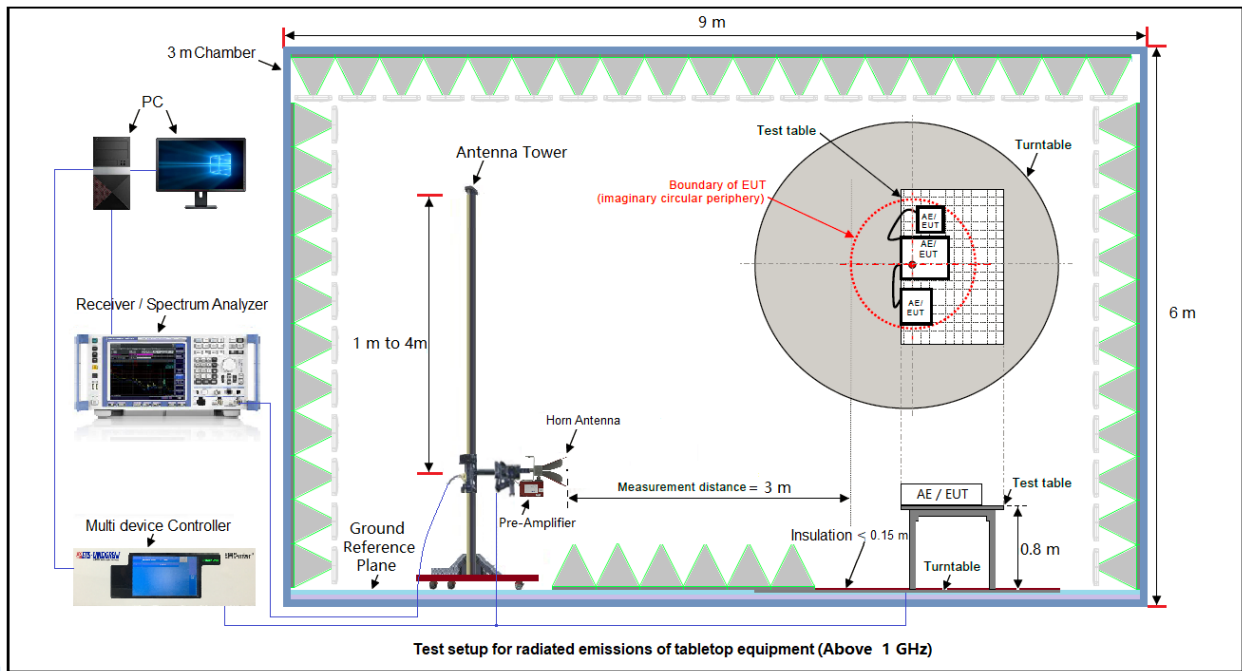 9 m
3 m Chamber
PC
Antenna Tower
Test table
Turntable
Boundary of EUT
(imaginary circular periphery)
AE/
EUT
AE/
EUT
AE/
EUT
Receiver / Spectrum Analyzer
1 m to 4m
6 m
Horn Antenna
Measurement distance = 3 m
AE / EUT
Test table
Pre-Amplifier
Multi device Controller
Ground
Reference
Plane
Insulation < 0.15 m
0.8 m
Turntable
Test setup for radiated emissions of tabletop equipment (Above 1 GHz)